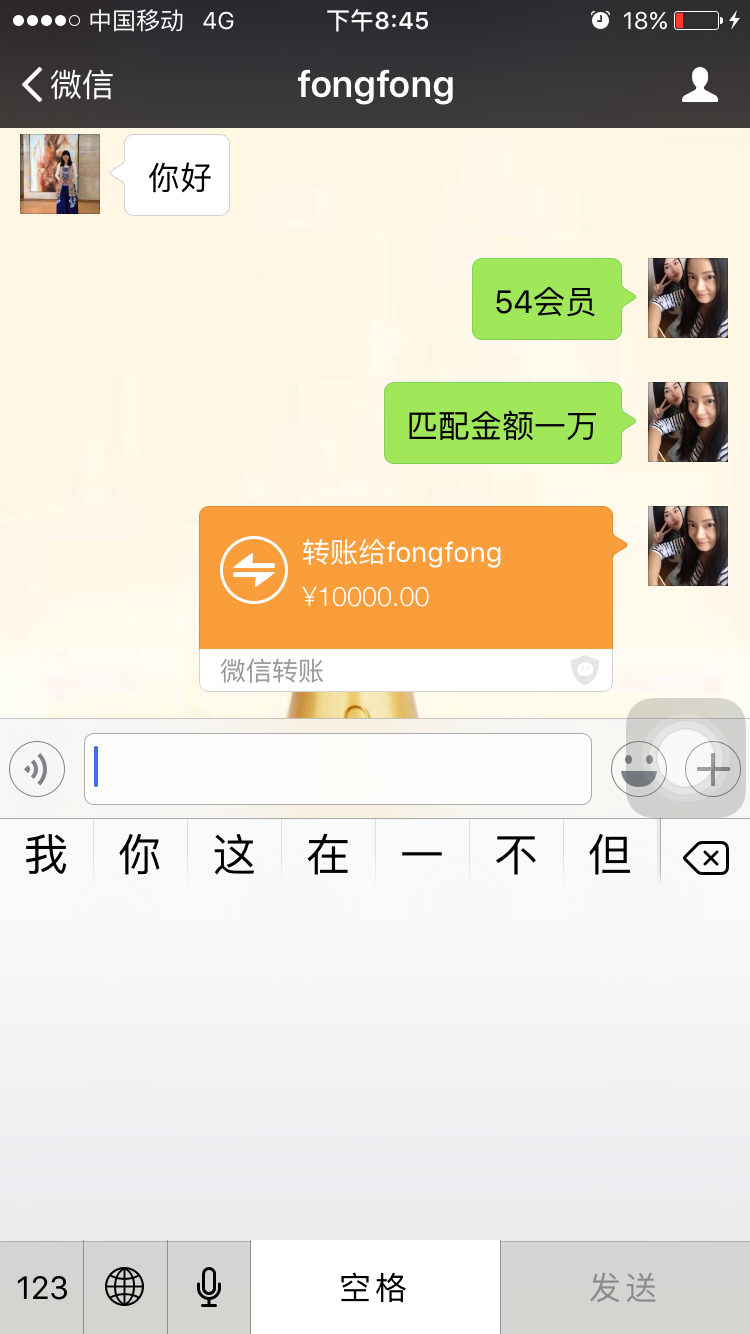 中国移动 4G 下午8:45 18%
微信 fongfong
你好
54会员
匹配金额一万
转账给fongfong
¥10000.00
微信转账
我 你 这 在 一 不 但
123 空格 发送